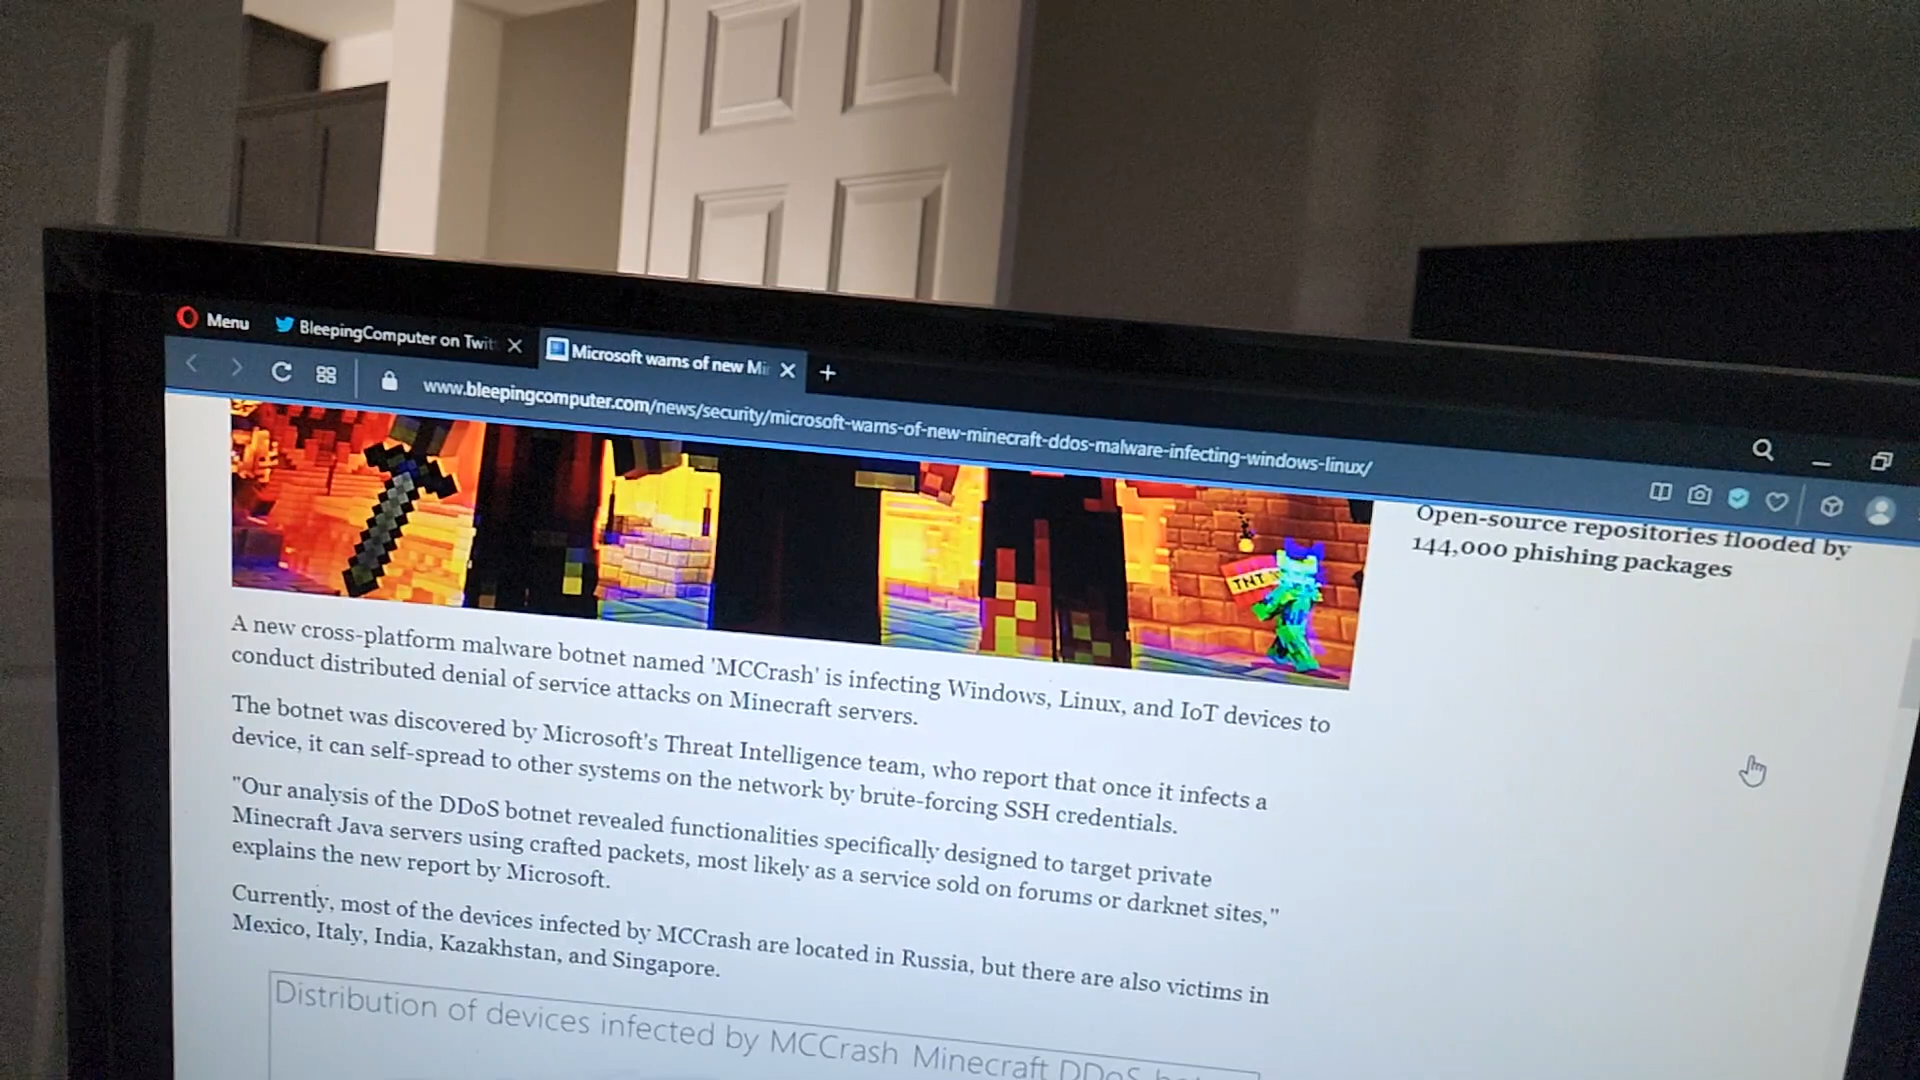 Menu
BleepingComputer on Twit
Microsoft warns of new Mi
www.bleepingcomputer.com/news/security/microsoft-warns-of-new-minecraft-ddos-malware-infecting-windows-linux/
TNT
Open-source repositories flooded by
144,000 phishing packages
A new cross-platform malware botnet named 'MCCrash' is infecting Windows, Linux, and IoT devices to
conduct distributed denial of service attacks on Minecraft servers.
The botnet was discovered by Microsoft's Threat Intelligence team, who report that once it infects a
device, it can self-spread to other systems on the network by brute-forcing SSH credentials.
"Our analysis of the DDoS botnet revealed functionalities specifically designed to target private
Minecraft Java servers using crafted packets, most likely as a service sold on forums or darknet sites,"
explains the new report by Microsoft.
Currently, most of the devices infected by MCCrash are located in Russia, but there are also victims in
Mexico, Italy, India, Kazakhstan, and Singapore.
Distribution of devices infected by MCCrash Minecraft DDoS